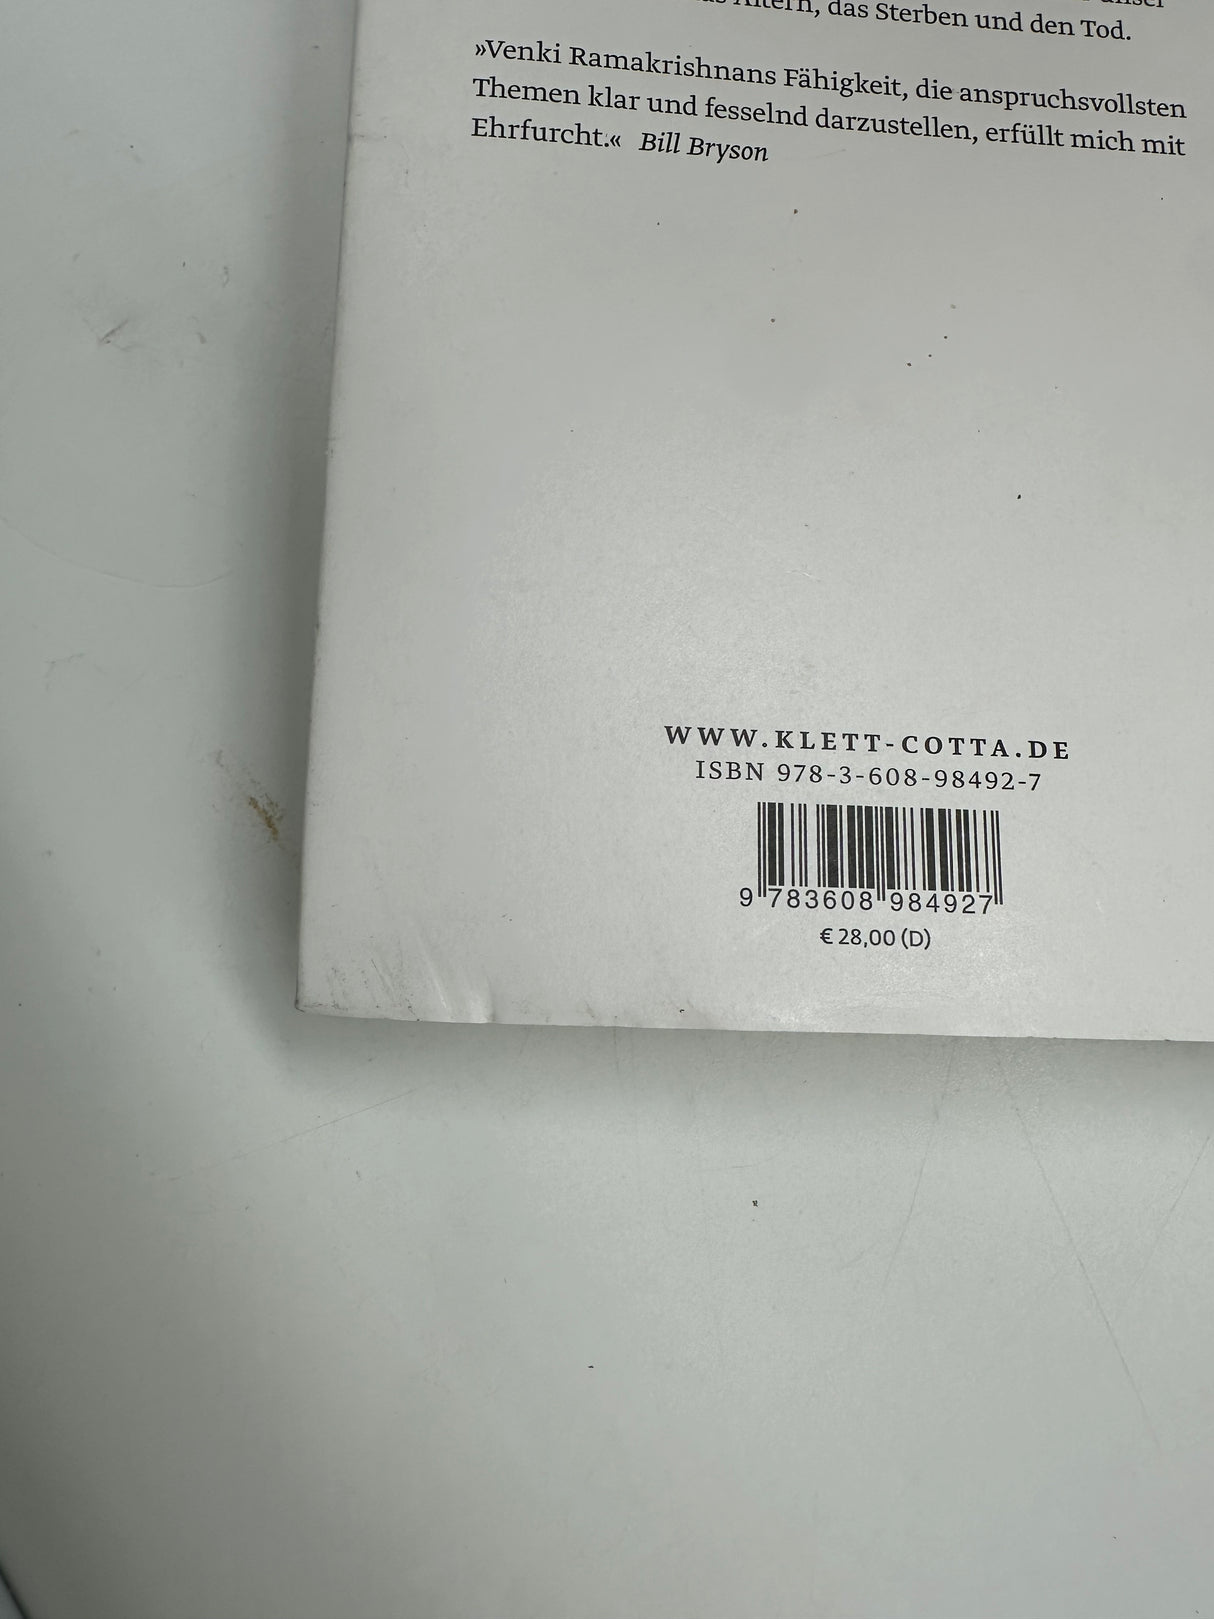 Altern, das Sterben und den Tod.
»Venki Ramakrishnans Fähigkeit, die anspruchsvollsten
Themen klar und fesselnd darzustellen, erfüllt mich mit
Ehrfurcht.« Bill Bryson
WWW.KLETT-COTTA.DE
ISBN 978-3-608-98492-7
9 783608 984927
€ 28,00 (D)